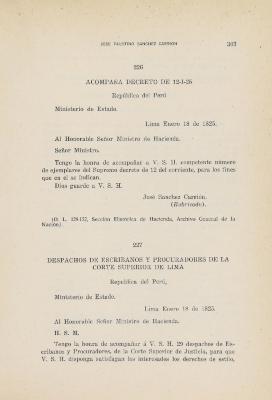 JOSE FAUSTINO SANCHEZ CARRION 303
226
ACOMPAÑA DECRETO DE 12-I-25
República del Perú
Ministerio de Estado.
Lima Enero 18 de 1825.
Al Honorable Señor Ministro de Hacienda.
Señor Ministro.
Tengo la honra de acompañar a V. S. H. competente número
de ejemplares del Supremo decreto de 12 del corriente, para los fines
que en el se indican.
Dios guarde a V. S. H.
José Sanchez Carrión.
(Rubricado).
(O. L. 128-137, Sección Histórica de Hacienda, Archivo General de la
Nación).
227
DESPACHOS DE ESCRIBANOS Y PROCURADORES DE LA
CORTE SUPERIOR DE LIMA
República del Perú,
Ministerio de Estado.
Lima Enero 18 de 1825.
Al Honorable Señor Ministro de Hacienda.
H. S. M.
Tengo la honra de acompañar á V. S. H. 29 despachos de Es-
cribanos y Procuradores, de la Corte Superior de Justicia, para que
V. S. H. disponga satisfagan los interesados los derechos de estilo,